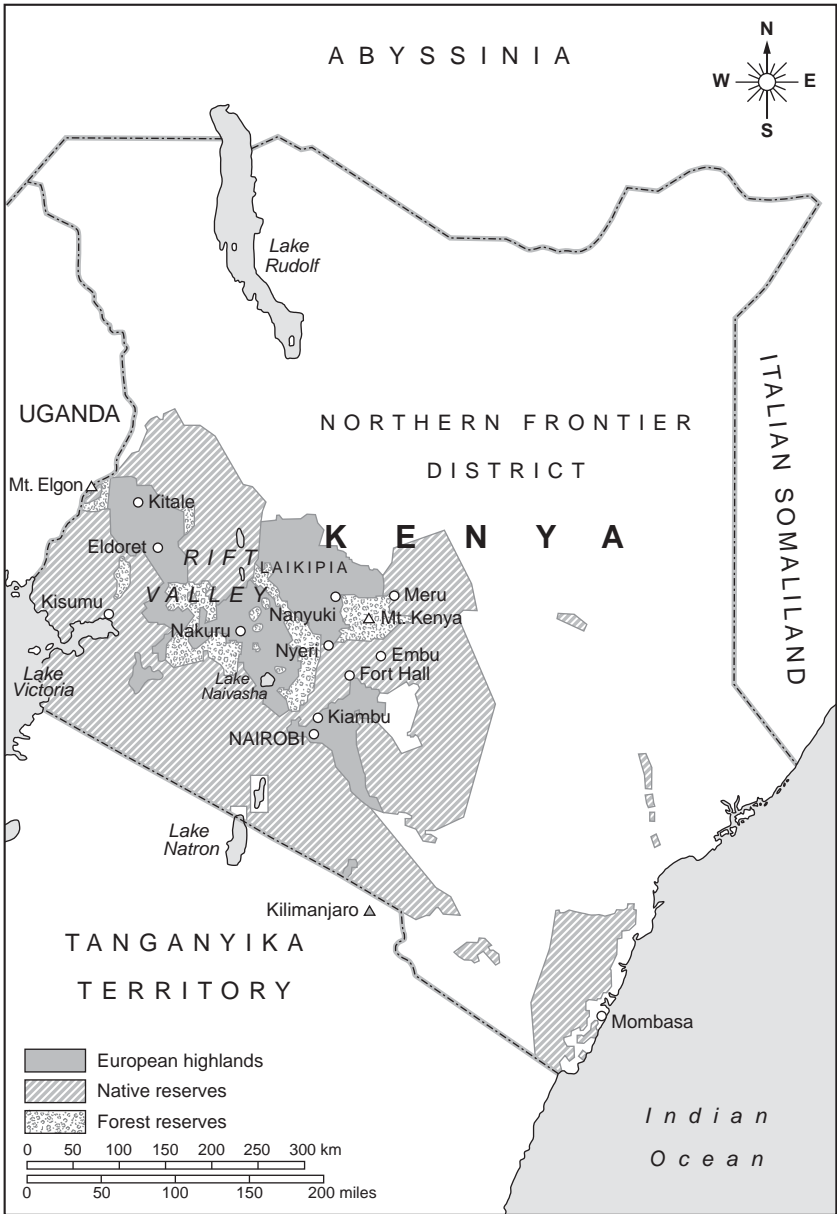 ABYSSINIA
N
W E
S
Lake
Rudolf
UGANDA
NORTHERN FRONTIER
DISTRICT
ITALIAN SOMALILAND
Mt. Elgon
Kitale
KENYA
Eldoret
RIFT
LAIKIPIA
VALLEY
Meru
Kisumu
Nanyuki
Mt. Kenya
Nakuru
Nyeri
Embu
Lake
Victoria
Lake
Naivasha
Fort Hall
Kiambu
NAIROBI
Lake
Natron
Kilimanjaro
TANGANYIKA
TERRITORY
Mombasa
European highlands
Native reserves
Forest reserves
Indian
Ocean
0 50 100 150 200 250 300 km
0 50 100 150 200 miles